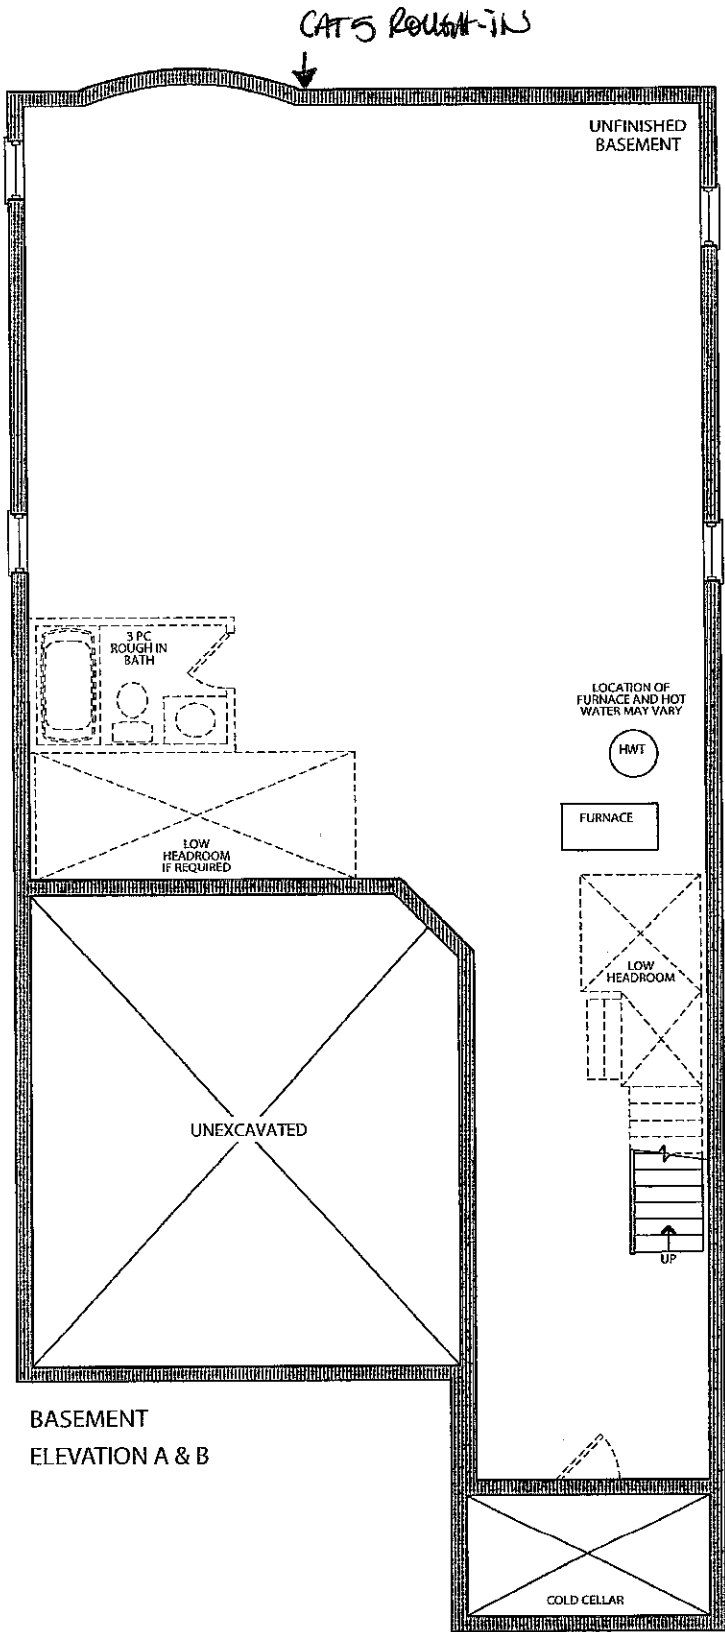 CAT5 ROUGH-IN
UNFINISHED
BASEMENT
3 PC
ROUGH IN
BATH
LOCATION OF
FURNACE AND HOT
WATER MAY VARY
HWT
FURNACE
LOW
HEADROOM
IF REQUIRED
LOW
HEADROOM
UNEXCAVATED
UP
BASEMENT
ELEVATION A & B
COLD CELLAR